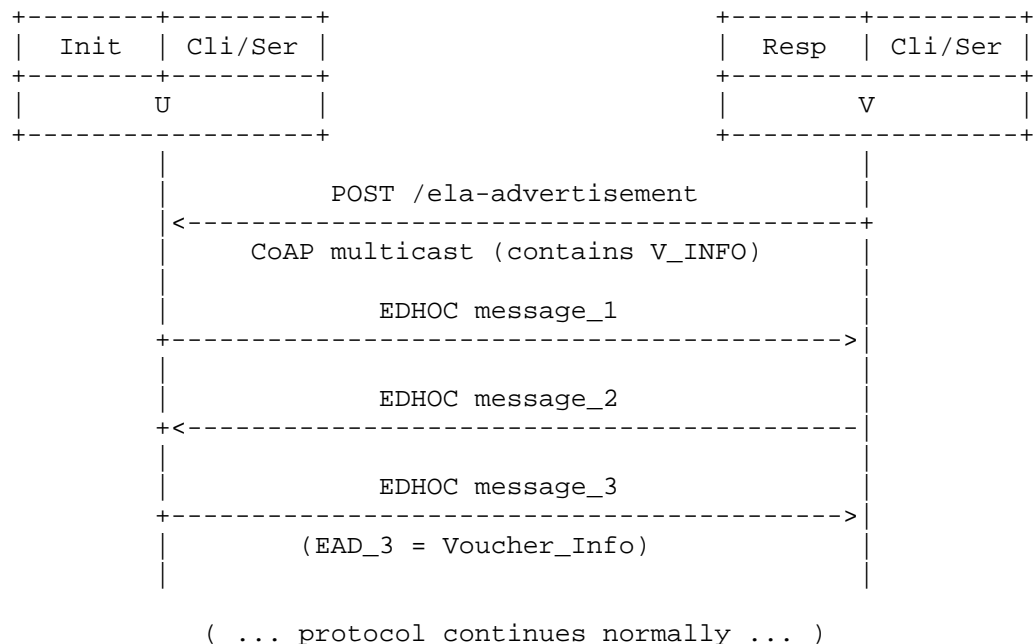 Init Cli/Ser Resp Cli/Ser
U V
POST /ela-advertisement
CoAP multicast (contains V_INFO)
EDHOC message_1
EDHOC message_2
EDHOC message_3
(EAD_3 = Voucher_Info)
( ... protocol continues normally ... )